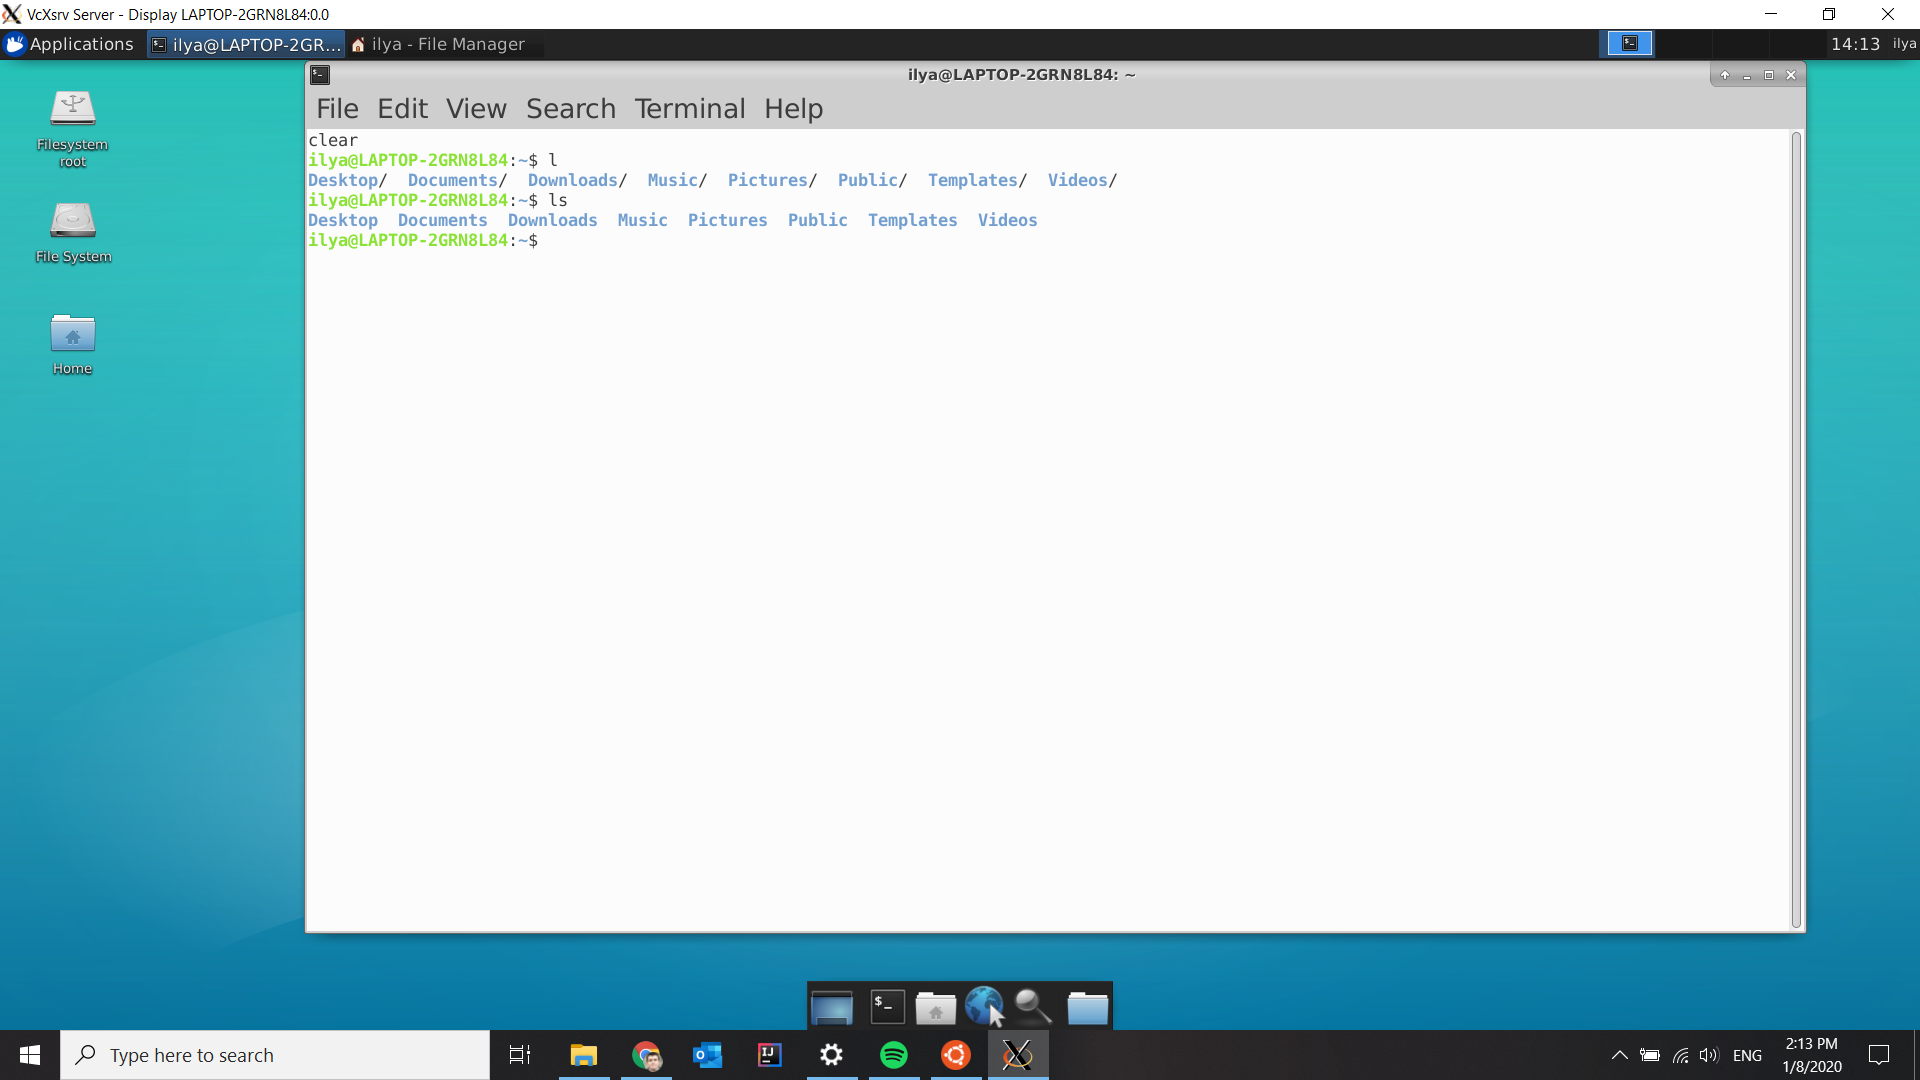 VcXsrv Server - Display LAPTOP-2GRN8L84:0.0
Applications ilya@LAPTOP-2GR... ilya - File Manager 14:13 ilya
ilya@LAPTOP-2GRN8L84: ~
File Edit View Search Terminal Help
clear
ilya@LAPTOP-2GRN8L84:~$ l
Desktop/ Documents/ Downloads/ Music/ Pictures/ Public/ Templates/ Videos/
ilya@LAPTOP-2GRN8L84:~$ ls
Desktop Documents Downloads Music Pictures Public Templates Videos
ilya@LAPTOP-2GRN8L84:~$
Filesystem
root
File System
Home
$_
Type here to search
IJ
ENG
2:13 PM
1/8/2020